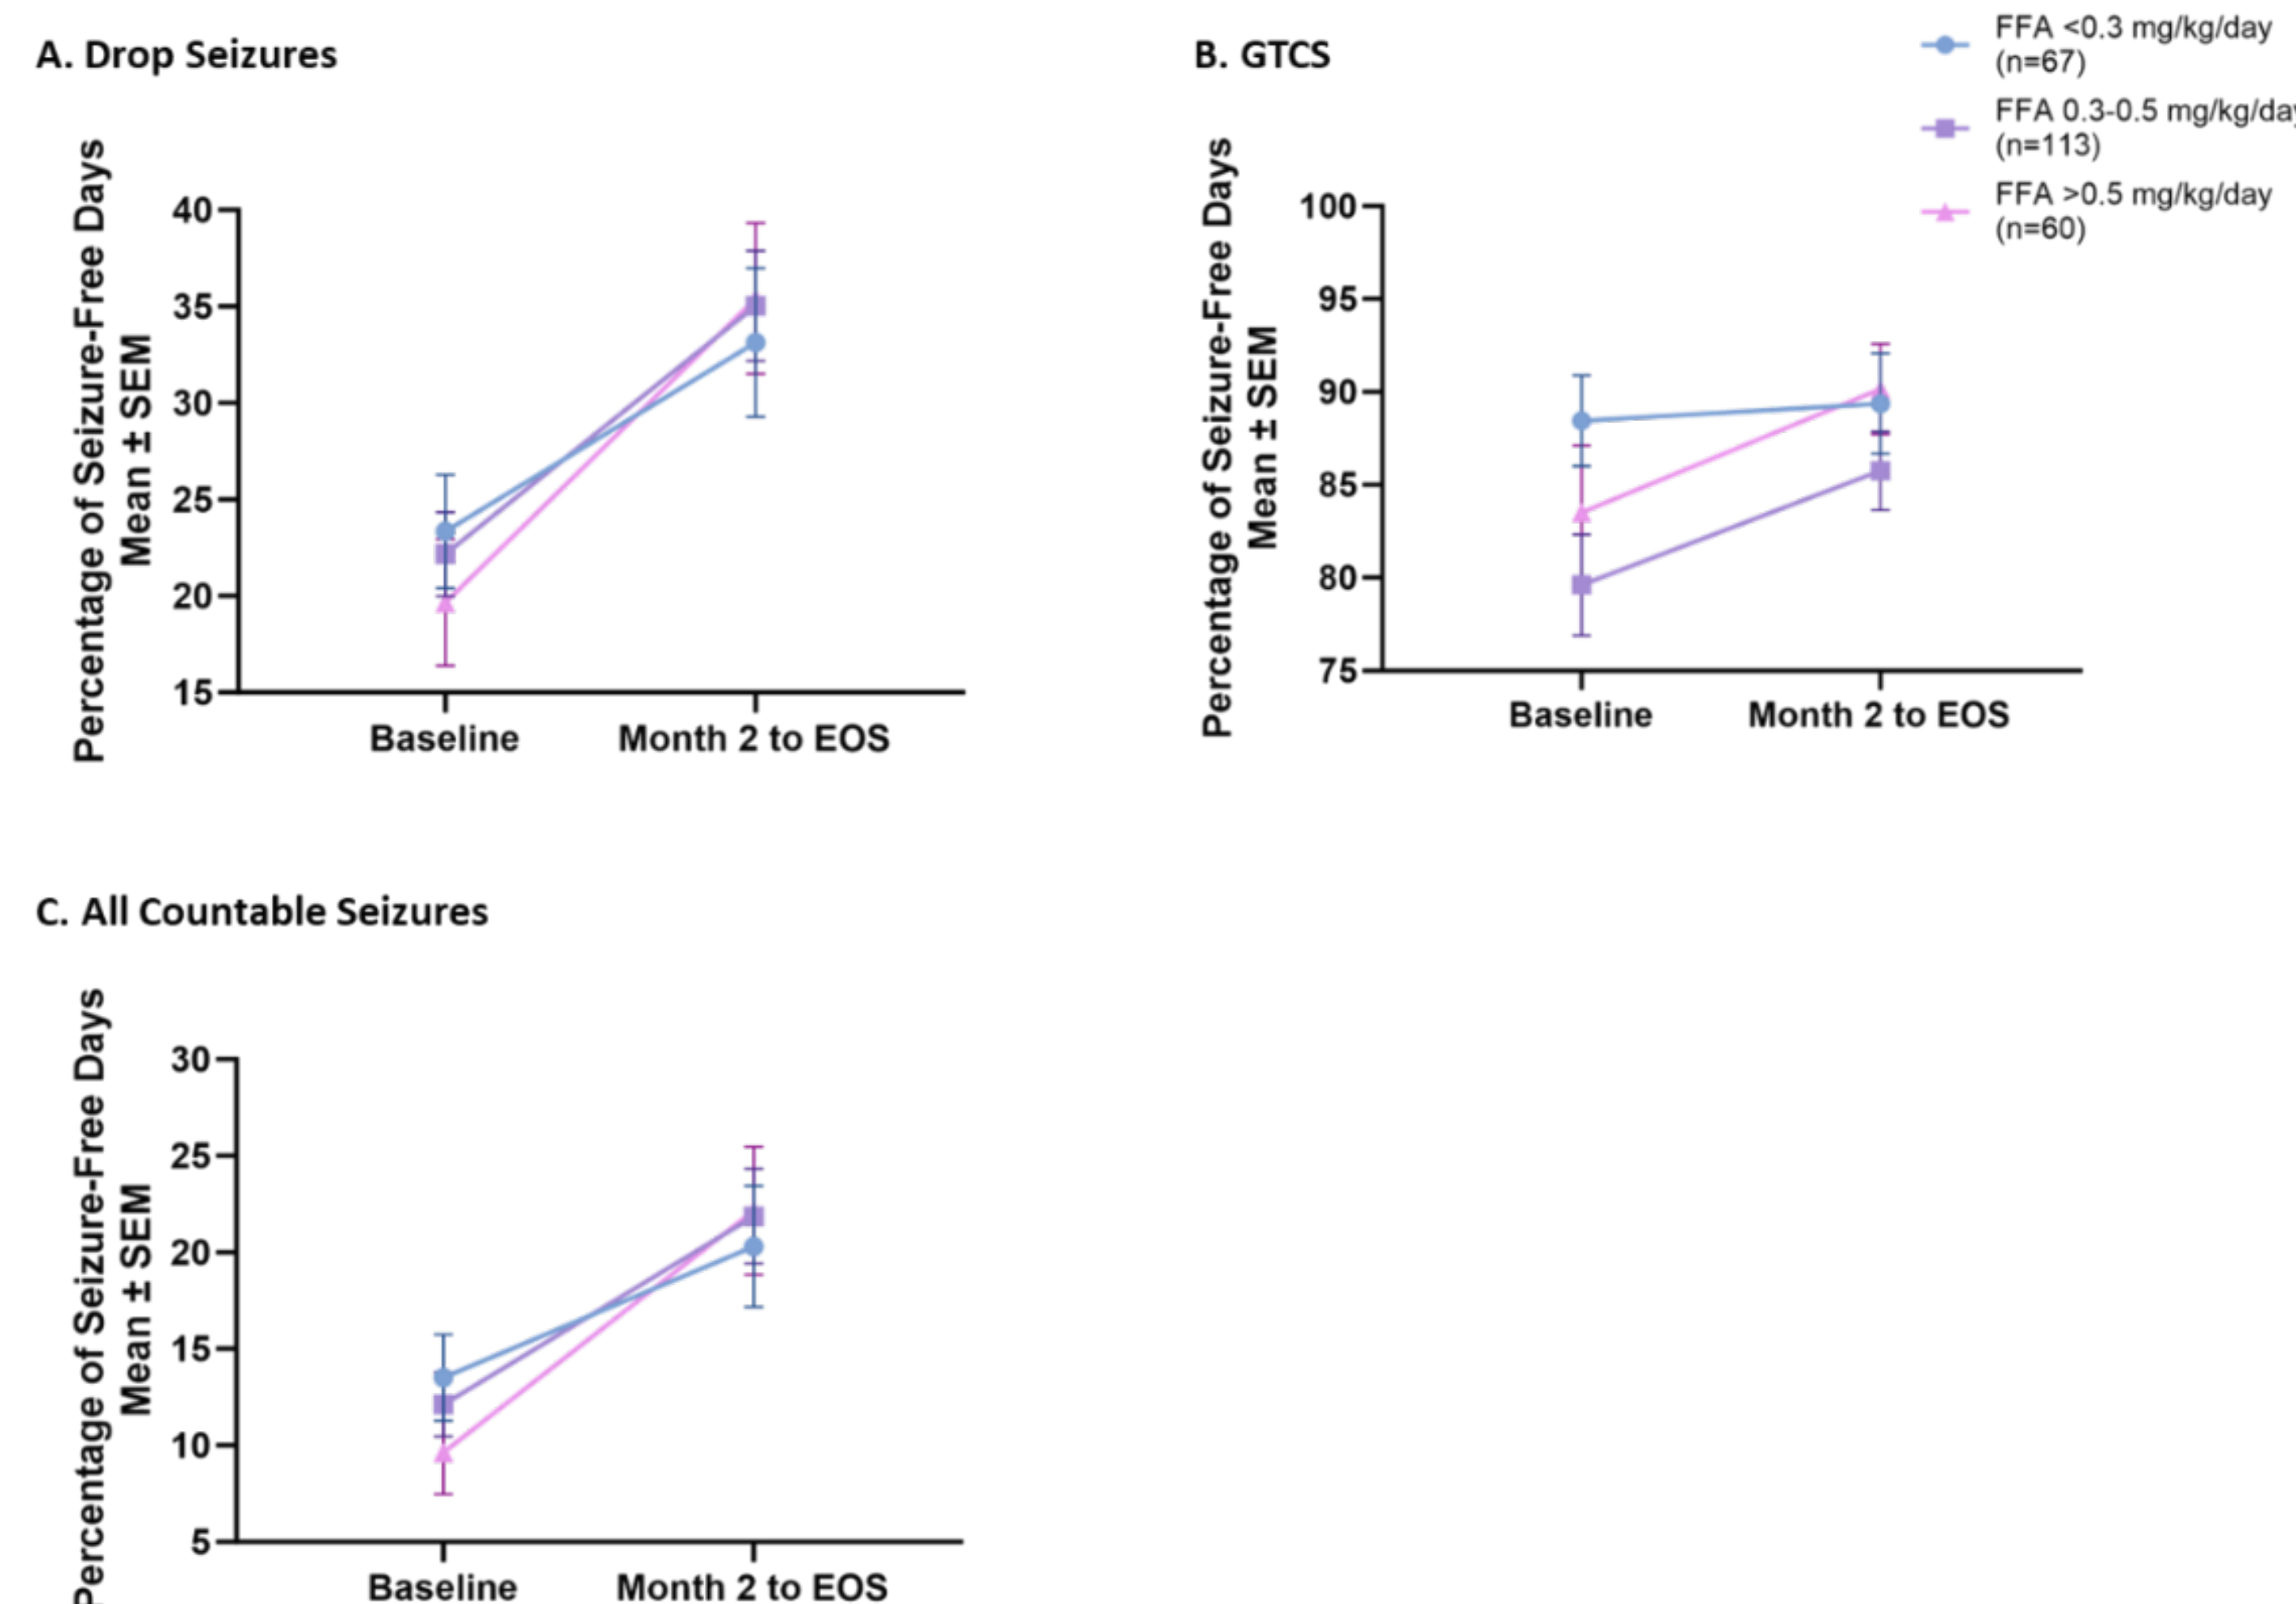 A. Drop Seizures
Percentage of Seizure-Free Days
Mean ± SEM
40
35
30
25
20
15
Baseline
Month 2 to EOS
B. GTCS
FFA <0.3 mg/kg/day
(n=67)
FFA 0.3-0.5 mg/kg/day
(n=113)
FFA >0.5 mg/kg/day
(n=60)
Percentage of Seizure-Free Days
Mean ± SEM
100
95
90
85
80
75
Baseline
Month 2 to EOS
C. All Countable Seizures
Percentage of Seizure-Free Days
Mean ± SEM
30
25
20
15
10
5
Baseline
Month 2 to EOS